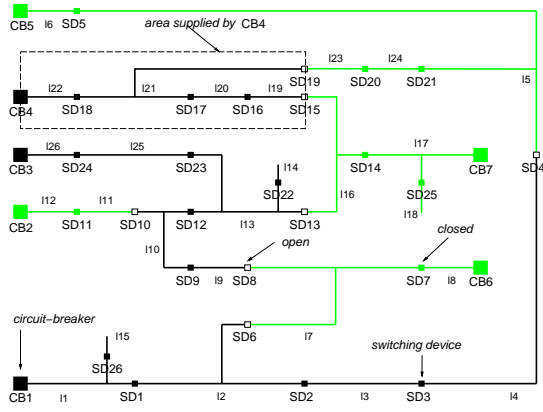 CB5
l6
SD5
area supplied by CB4
l23
l24
SD19
SD20
SD21
l5
l22
l21
l20
l19
CB4
SD18
SD17
SD16
SD15
l26
l25
l17
CB3
SD24
SD23
l14
SD14
CB7
SD4
SD22
SD25
l12
l11
l16
l18
CB2
SD11
SD10
SD12
l13
SD13
l10
open
closed
SD9
l9
SD8
SD7
l8
CB6
circuit−breaker
SD6
l7
l15
switching device
SD26
CB1
l1
SD1
l2
SD2
l3
SD3
l4